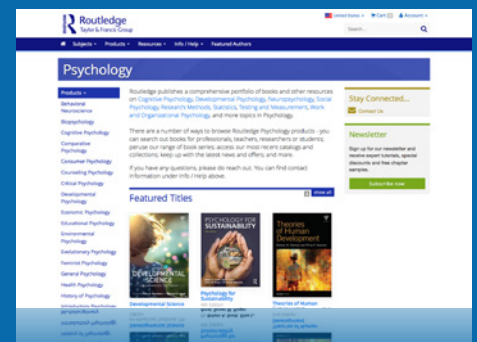 Routledge
Taylor & Francis Group
United States Cart Account
Search...
Subjects Products Resources Info / Help Featured Authors
Psychology
Products
Behavioral
Neuroscience
Biopsychology
Cognitive Psychology
Comparative
Psychology
Consumer Psychology
Counseling Psychology
Critical Psychology
Developmental
Psychology
Economic Psychology
Educational Psychology
Environmental
Psychology
Evolutionary Psychology
Feminist Psychology
General Psychology
Health Psychology
History of Psychology
Routledge publishes a comprehensive portfolio of books and other resources
on Cognitive Psychology, Developmental Psychology, Neuropsychology, Social
Psychology, Research Methods, Statistics, Testing and Measurement, Work
and Organizational Psychology, and more topics in Psychology.
There are a number of ways to browse Routledge Psychology products - you
can search out books for professionals, teachers, researchers or students;
peruse our range of book series; access our most recent catalogs and
collections; keep up with the latest news and offers; and more.
If you have any questions, please do reach out. You can find contact
information under Info / Help above.
Featured Titles
show all
DEVELOPMENTAL
SCIENCE
PSYCHOLOGY FOR
SUSTAINABILITY
Theories
of Human
Development
Developmental Science
Psychology for
Sustainability
Theories of Human
Stay Connected...
Contact Us
Newsletter
Sign up for our newsletter and
receive expert tutorials, special
discounts and free chapter
samples.
Subscribe now